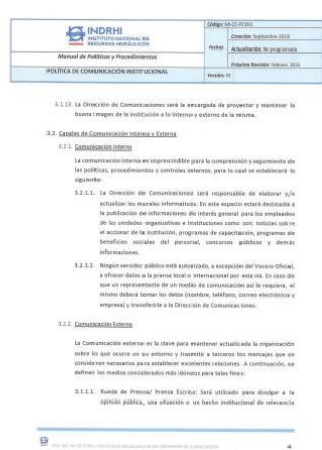 INDRHI
INSTITUTO NACIONAL DE
RECURSOS HIDRÁULICOS
Manual de Políticas y Procedimientos
POLÍTICA DE COMUNICACIÓN INSTITUCIONAL
Código:
Creación: Septiembre
Fecha:
Actualización: No programada
Próxima Revisión: Febrero
Versión: 01
3.1.13. La Dirección de Comunicaciones será la encargada de proyectar y mantener la
buena imagen de la institución a lo interno y externo de la misma.
3.2. Canales de Comunicación Interna y Externa
3.2.1. Comunicación Interna
La comunicación interna es imprescindible para la comprensión y seguimiento de
las políticas, procedimientos y controles externos, para lo cual se establecerá lo
siguiente:
3.2.1.1. La Dirección de Comunicaciones será responsable de elaborar y/o
actualizar los murales informativos. En este espacio estará destinado a
la publicación de informaciones de interés general para los empleados
de las unidades organizativas e instituciones como son: noticias sobre
el accionar de la institución, programas de capacitación, programas de
beneficios sociales del personal, concursos públicos y demás
informaciones.
3.2.1.2. Ningún servidor público está autorizado, a excepción del Vocero Oficial,
a ofrecer datos a la prensa local o internacional por esta vía. En caso de
que un representante de un medio de comunicación así lo requiera, el
mismo deberá tomar los datos (nombre, teléfono, correo electrónico y
empresa) y transferirle a la Dirección de Comunicaciones.
3.2.2. Comunicación Externa
La Comunicación externa es la clave para mantener actualizada la organización
sobre lo que ocurre en su entorno y trasmitir a terceros los mensajes que se
consideren necesarios para establecer excelentes relaciones. A continuación, se
definen los medios considerados más idóneos para tales fines:
3.1.1.1. Rueda de Prensa/ Prensa Escrita: Será utilizado para divulgar a la
opinión pública, una situación o un hecho institucional de relevancia
4